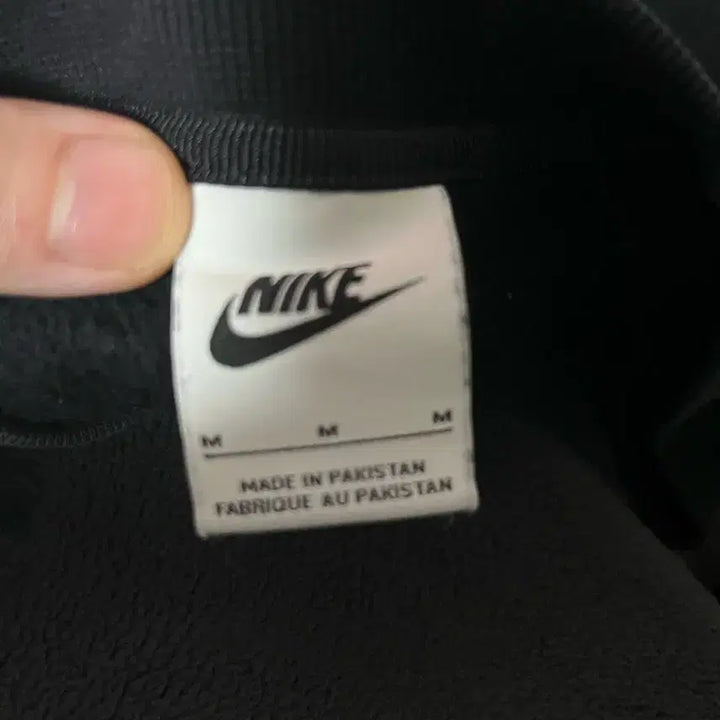 NIKE
M M M
MADE IN PAKISTAN
FABRIQUE AU PAKISTAN